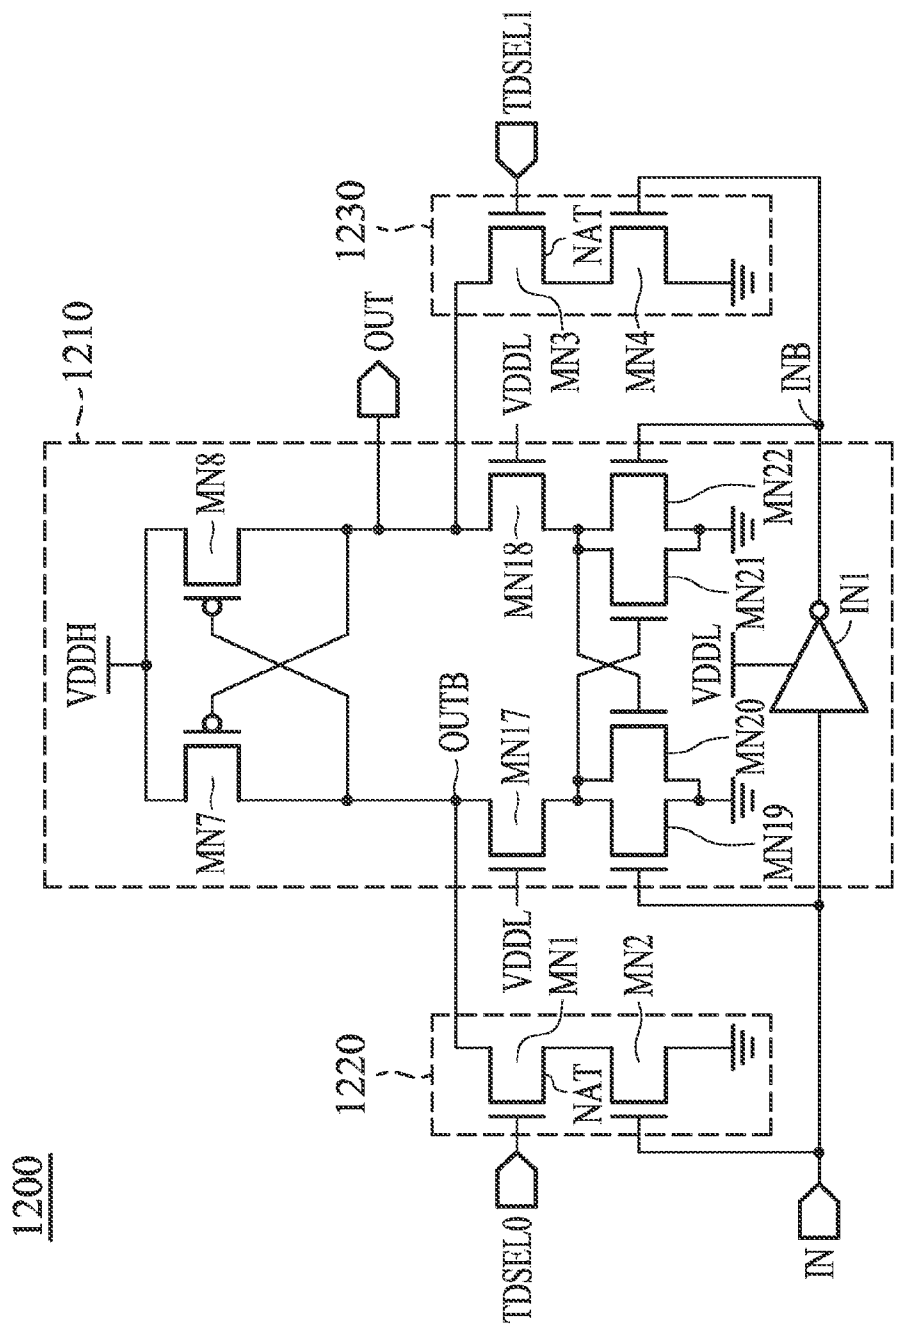 1200
1210
1220
1230
VDDH
MN7
MN8
OUT
OUTB
TDSEL0
TDSEL1
VDDL
VDDL
MN17
MN18
MN1
NAT
MN2
MN3
NAT
MN4
MN19
MN20
MN21
MN22
VDDL
IN1
INB
IN